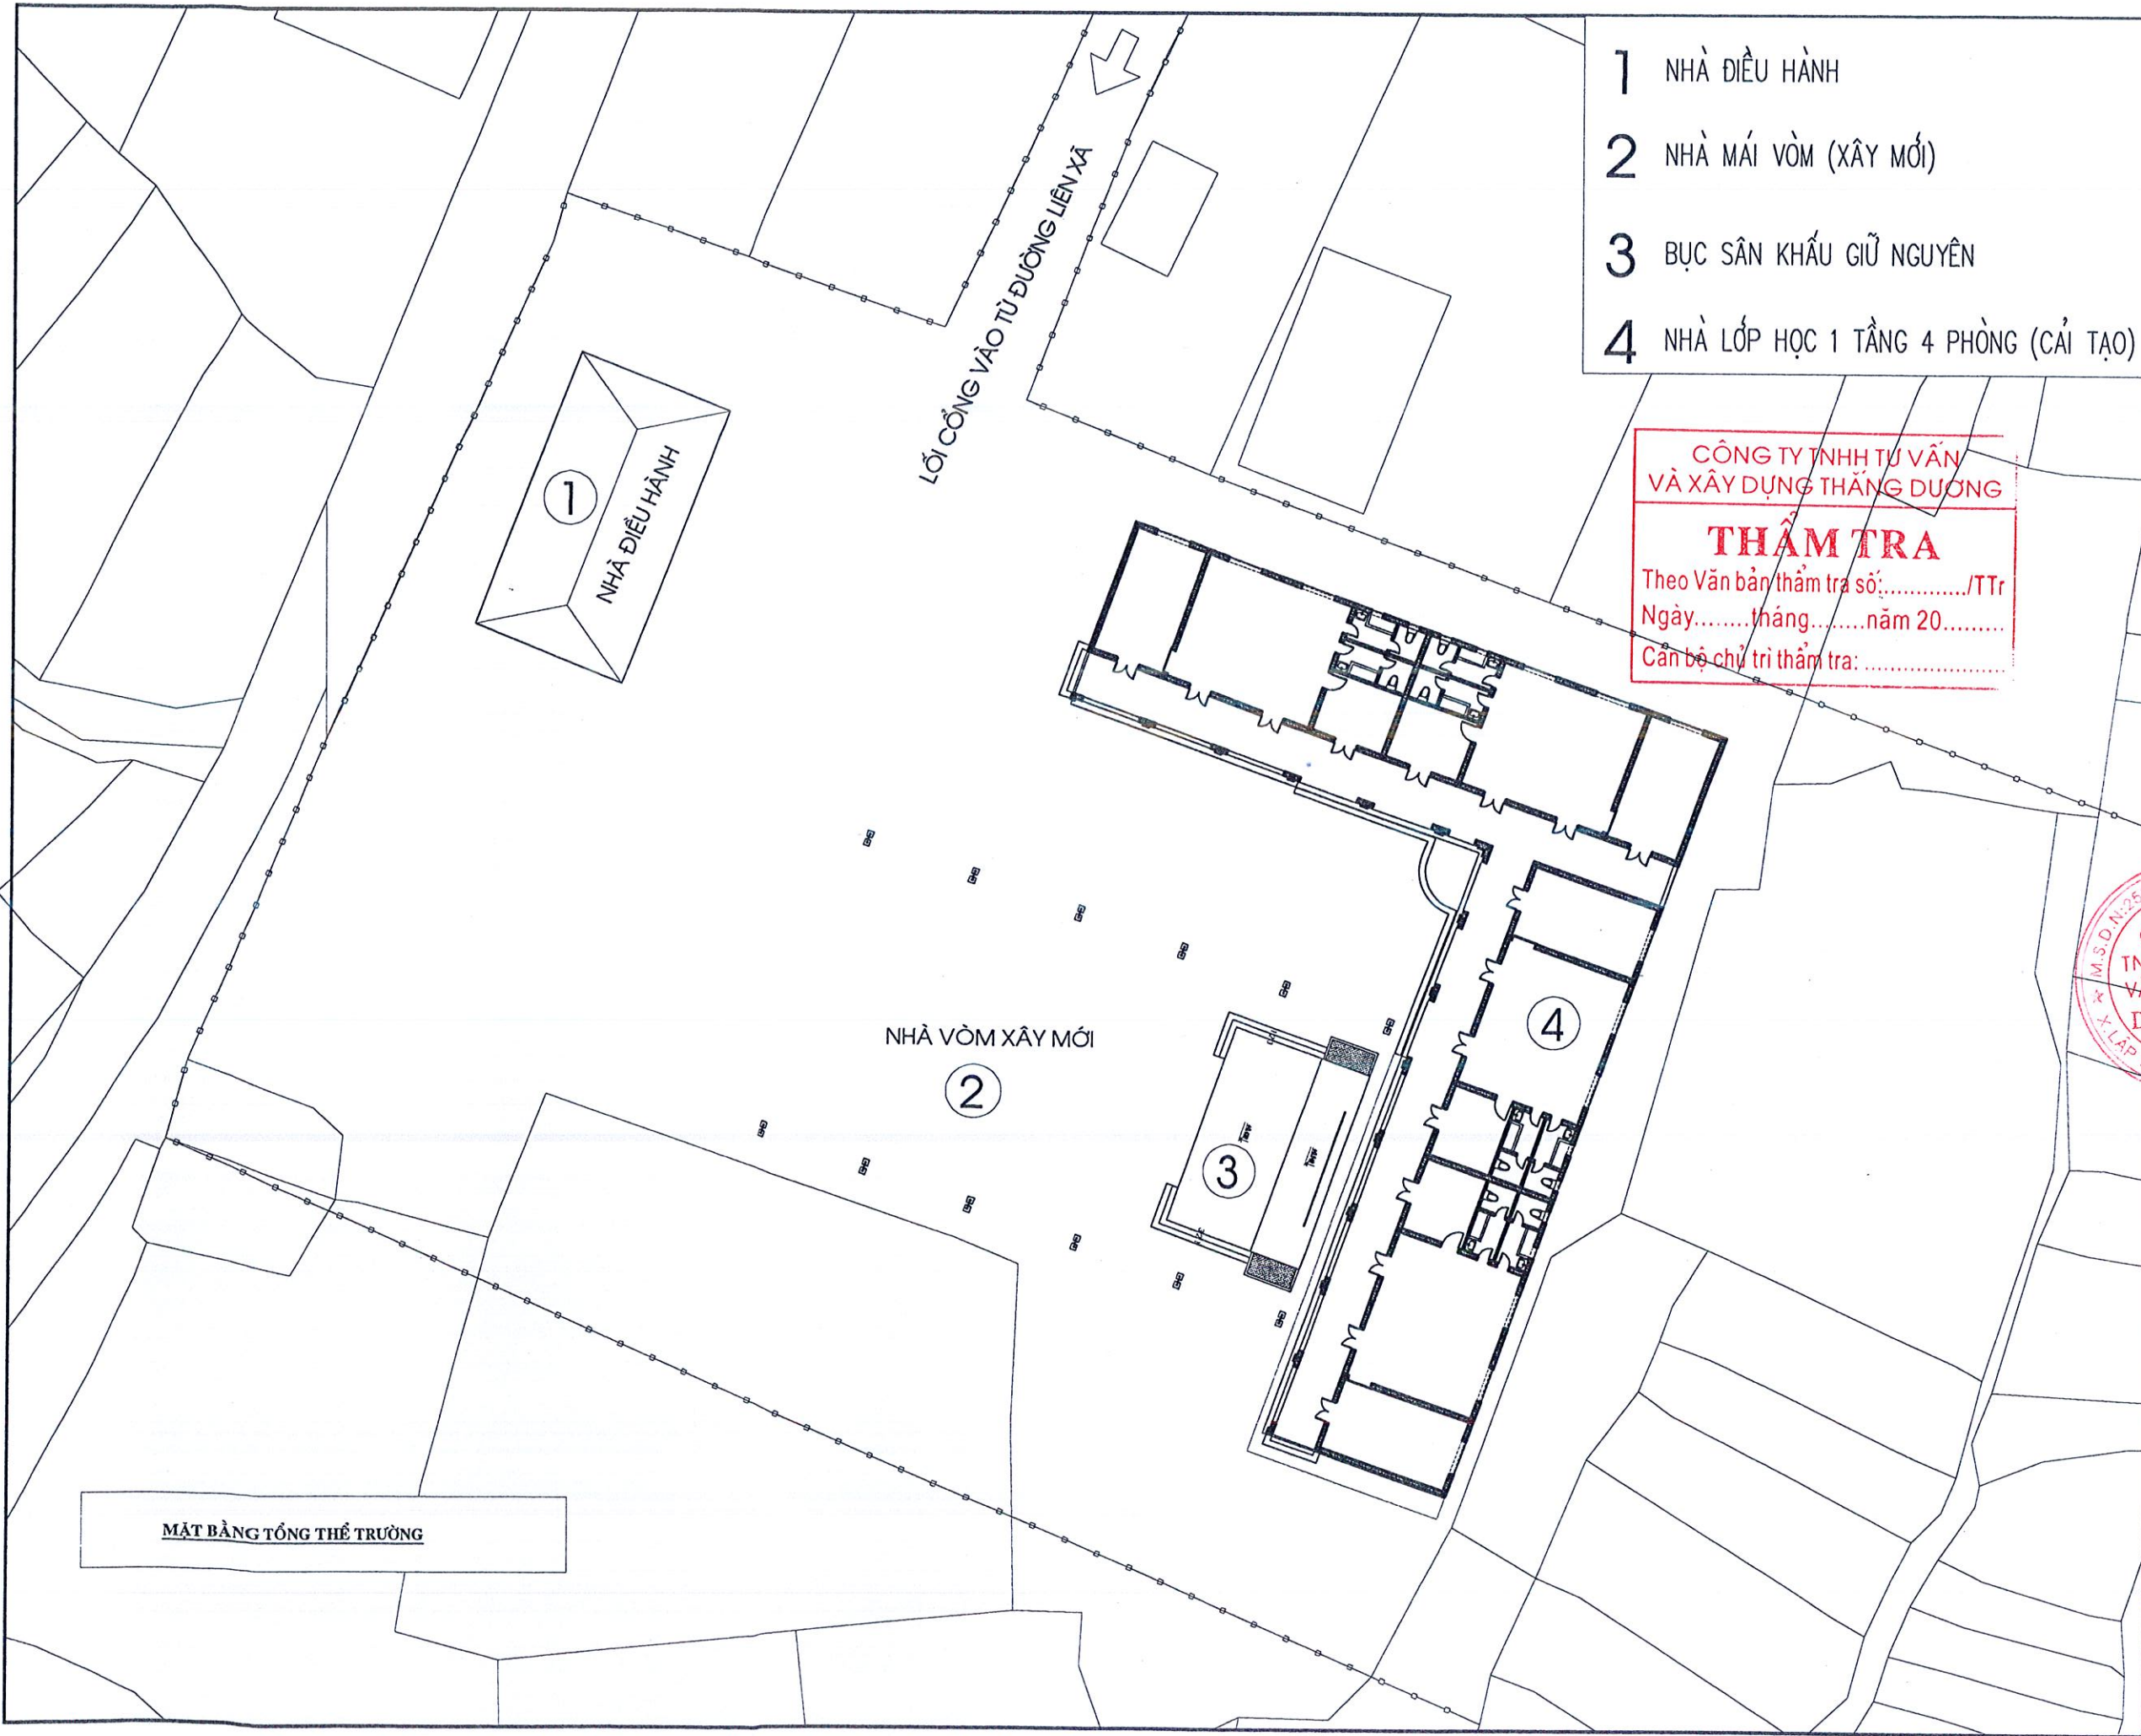 1 NHÀ ĐIỀU HÀNH
2 NHÀ MÁI VÒM (XÂY MỚI)
3 BỤC SÂN KHẤU GIỮ NGUYÊN
4 NHÀ LỚP HỌC 1 TẦNG 4 PHÒNG (CẢI TẠO)
LỐI CỔNG VÀO TỪ ĐƯỜNG LIÊN XÃ
CÔNG TY TNHH TƯ VẤN
VÀ XÂY DỰNG THĂNG DƯƠNG
THẨM TRA
Theo Văn bản thẩm tra số:............./TTr
Ngày........tháng........năm 20.........
Cán bộ chủ trì thẩm tra: .....................
1
NHÀ ĐIỀU HÀNH
NHÀ VÒM XÂY MỚI
2
3
4
MẶT BẰNG TỔNG THỂ TRƯỜNG